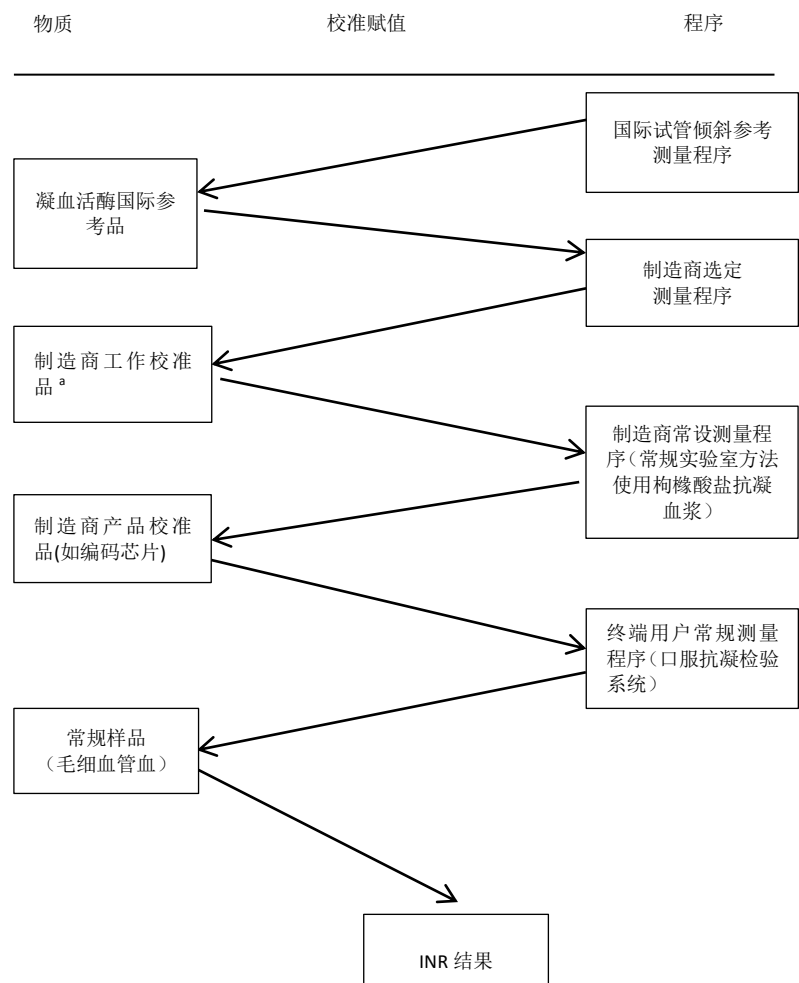 物质 校准赋值 程序
国际试管倾斜参考
测量程序
凝血活酶国际参
考品
制造商选定
测量程序
制造商工作校准
品 a
制造商常设测量程
序（常规实验室方法
使用枸橼酸盐抗凝
血浆）
制造商产品校准
品(如编码芯片)
终端用户常规测量
程序（口服抗凝检验
系统）
常规样品
（毛细血管血）
INR 结果